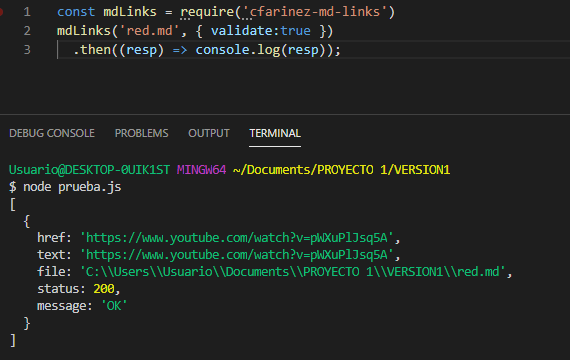 1 const mdLinks = require('cfarinez-md-links')
2 mdLinks('red.md', { validate:true })
3 .then((resp) => console.log(resp));
DEBUG CONSOLE PROBLEMS OUTPUT TERMINAL
Usuario@DESKTOP-0UIK1ST MINGW64 ~/Documents/PROYECTO 1/VERSION1
$ node prueba.js
[
{
href: 'https://www.youtube.com/watch?v=pWXuPlJsq5A',
text: 'https://www.youtube.com/watch?v=pWXuPlJsq5A',
file: 'C:\\Users\\Usuario\\Documents\\PROYECTO 1\\VERSION1\\red.md',
status: 200,
message: 'OK'
}
]